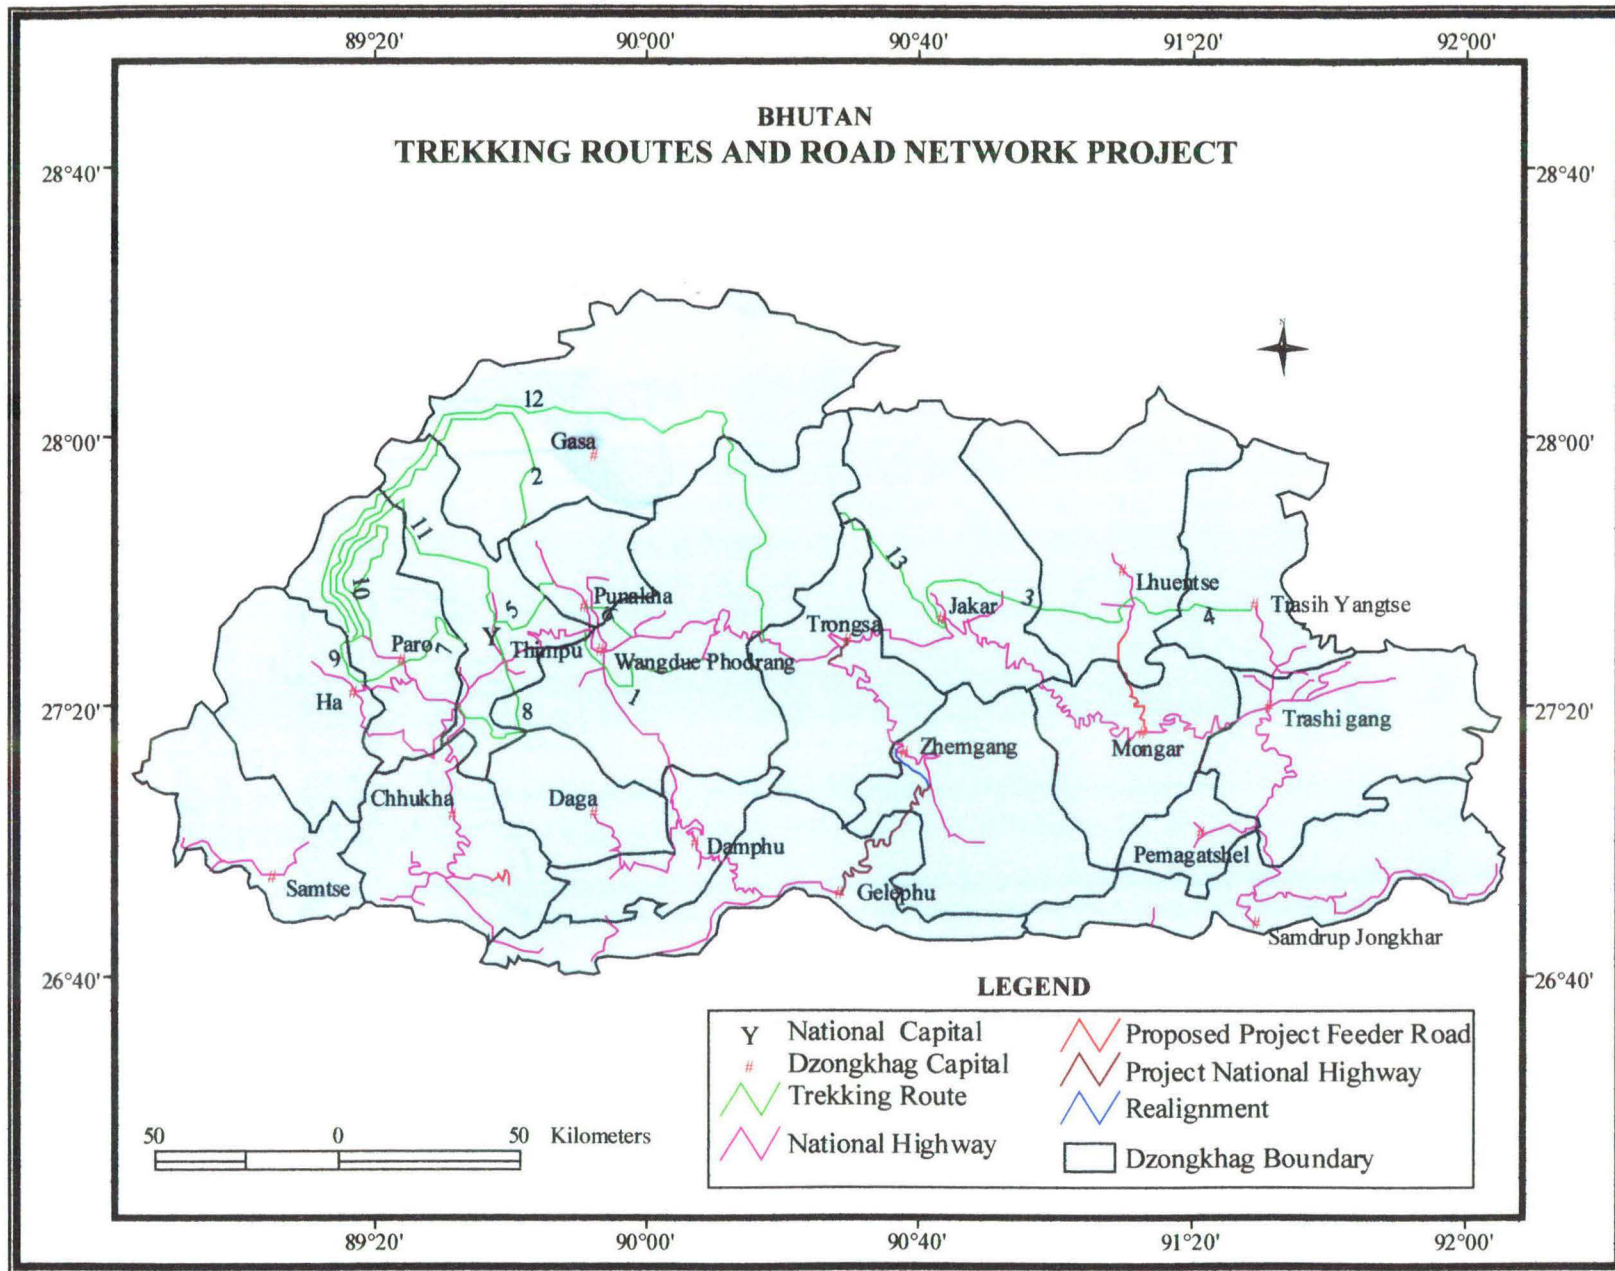 89°20' 90°00' 90°40' 91°20' 92°00'
BHUTAN
TREKKING ROUTES AND ROAD NETWORK PROJECT
28°40' 28°40'
N
12
28°00' Gasa 28°00'
2
11
13
10
Lhuentse
5 Punakha 6 Jakar 3 4 Trasih Yangtse
Y Trongsa
Paro 7 Thimpu Wangdue Phodrang
9
Ha 1
27°20' 8 Trashi gang 27°20'
Zhemgang Mongar
Chhukha Daga
Damphu Pemagatshel
Samtse Gelephu
Samdrup Jongkhar
26°40' 26°40'
LEGEND
Y National Capital
# Dzongkhag Capital
Trekking Route
National Highway
Proposed Project Feeder Road
Project National Highway
Realignment
Dzongkhag Boundary
50 0 50 Kilometers
89°20' 90°00' 90°40' 91°20' 92°00'